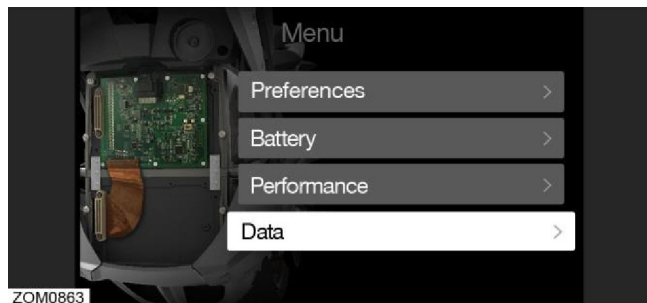 Menu
Preferences
Battery
Performance
Data
ZOM0863